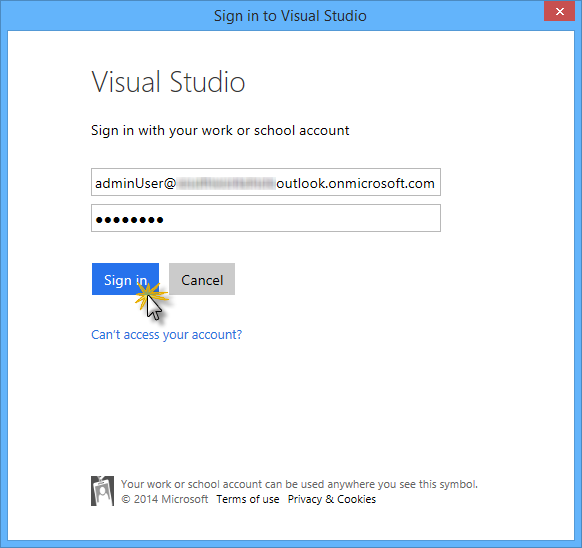 Sign in to Visual Studio
Visual Studio
Sign in with your work or school account
adminUser@ outlook.onmicrosoft.com
●●●●●●●●
Sign in Cancel
Can't access your account?
Your work or school account can be used anywhere you see this symbol.
© 2014 Microsoft Terms of use Privacy & Cookies